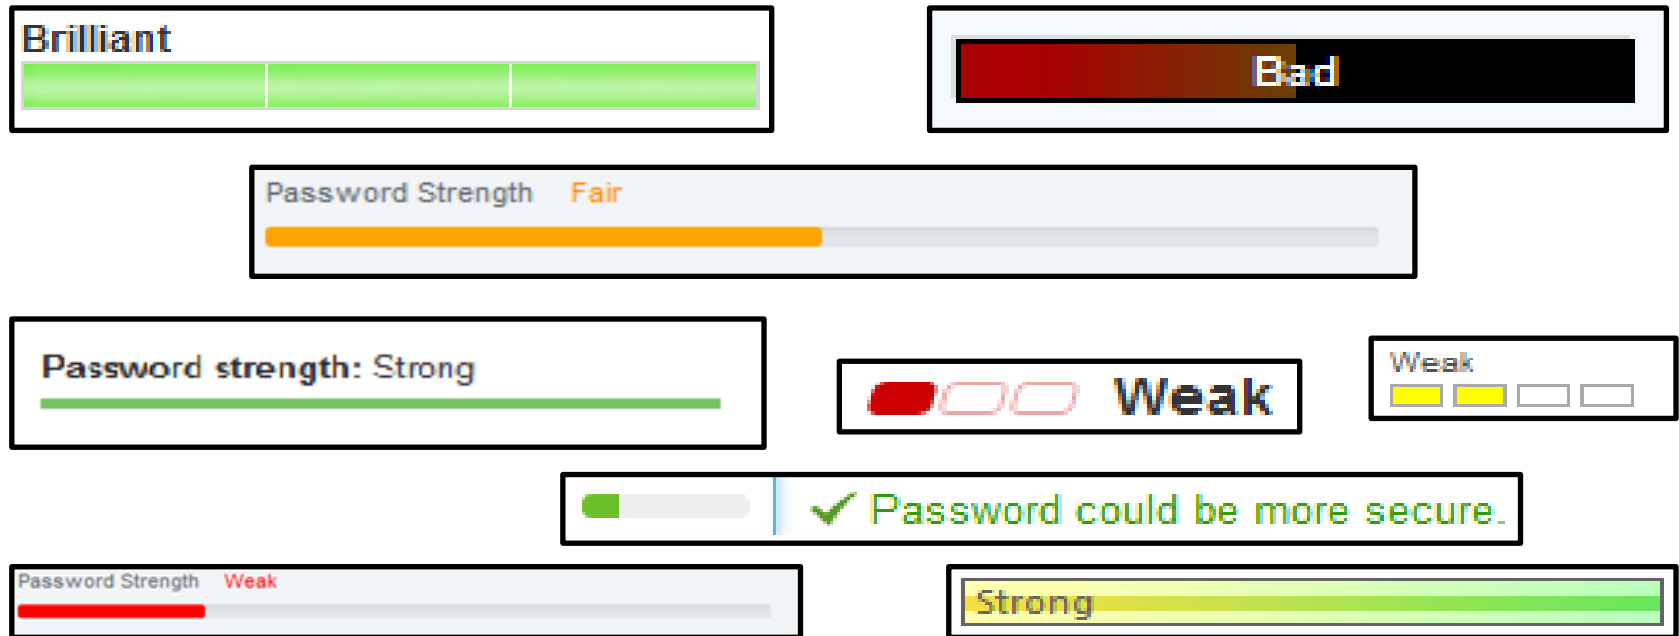 Brilliant
Bad
Password Strength Fair
Password strength: Strong
Weak
Weak
Password could be more secure.
Password Strength Weak
Strong